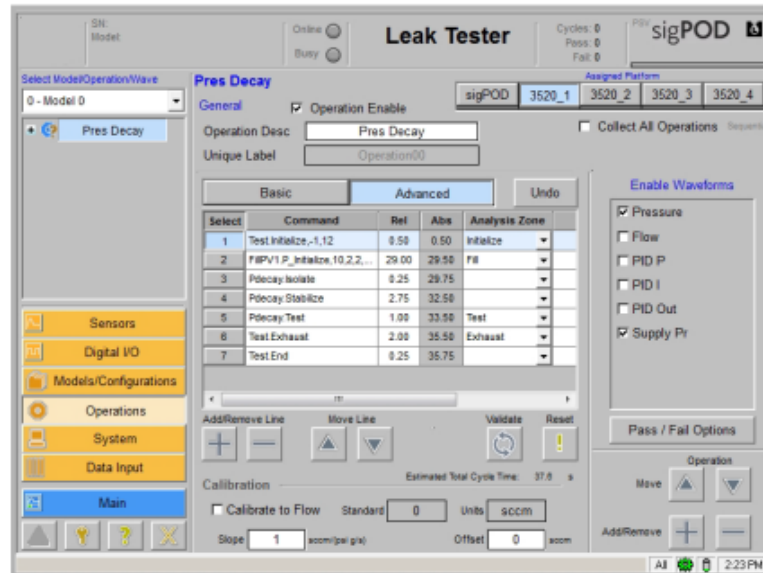 SN:
Model:
Online
Busy
Leak Tester
Cycles: 0
Pass: 0
Fail: 0
PSV sigPOD
Select Model/Operation/Wave
0 - Model 0
Pres Decay
Sensors
Digital I/O
Models/Configurations
Operations
System
Data Input
Main
Pres Decay
General
Operation Enable
Assigned Platform
sigPOD 3520_1 3520_2 3520_3 3520_4
Operation Desc Pres Decay
Collect All Operations
Unique Label Operation00
Basic Advanced Undo
Select Command Rel Abs Analysis Zone
1 Test.Initialize,-1,12 0.50 0.50 Initialize
2 FillPV1.P_Initialize,10,2,2,... 29.00 29.50 Fill
3 Pdecay.Isolate 0.25 29.75
4 Pdecay.Stabilize 2.75 32.50
5 Pdecay.Test 1.00 33.50 Test
6 Test.Exhaust 2.00 35.50 Exhaust
7 Test.End 0.25 35.75
Add/Remove Line Move Line Validate Reset
Estimated Total Cycle Time: 37.6 s
Calibration
Calibrate to Flow Standard 0 Units sccm
Slope 1 sccm/(psi g/s) Offset 0 sccm
Enable Waveforms
Pressure
Flow
PID P
PID I
PID Out
Supply Pr
Pass / Fail Options
Operation
Move
Add/Remove
All 2:23 PM